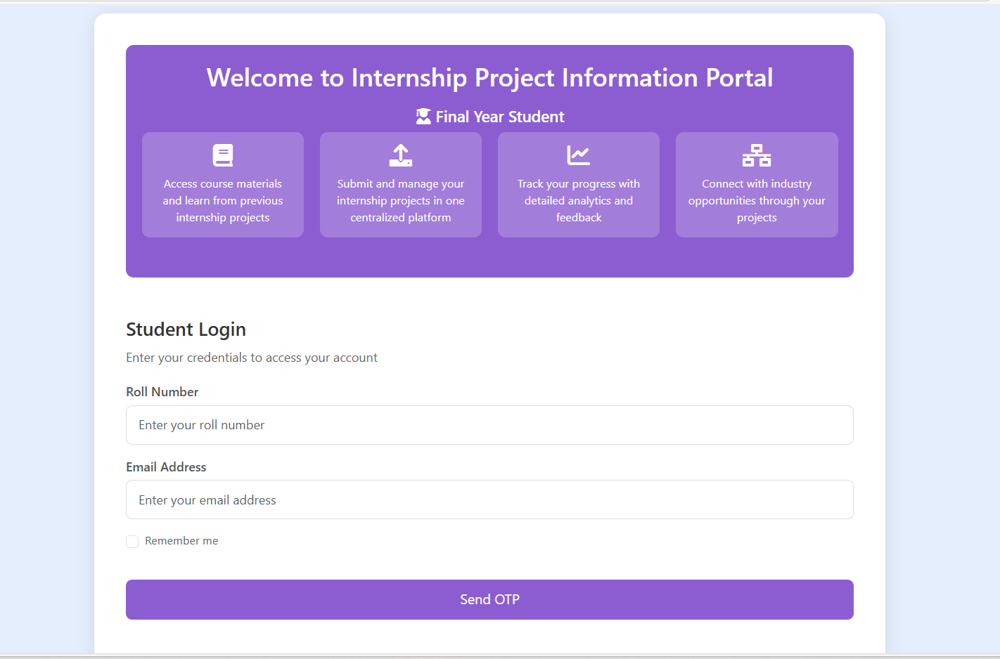 Welcome to Internship Project Information Portal
Final Year Student
Access course materials
and learn from previous
internship projects
Submit and manage your
internship projects in one
centralized platform
Track your progress with
detailed analytics and
feedback
Connect with industry
opportunities through your
projects
Student Login
Enter your credentials to access your account
Roll Number
Enter your roll number
Email Address
Enter your email address
Remember me
Send OTP